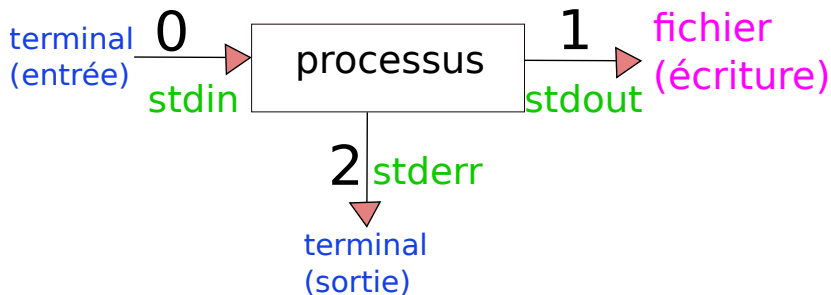 terminal
(entrée)
0
stdin
processus
1
stdout
fichier
(écriture)
2
stderr
terminal
(sortie)